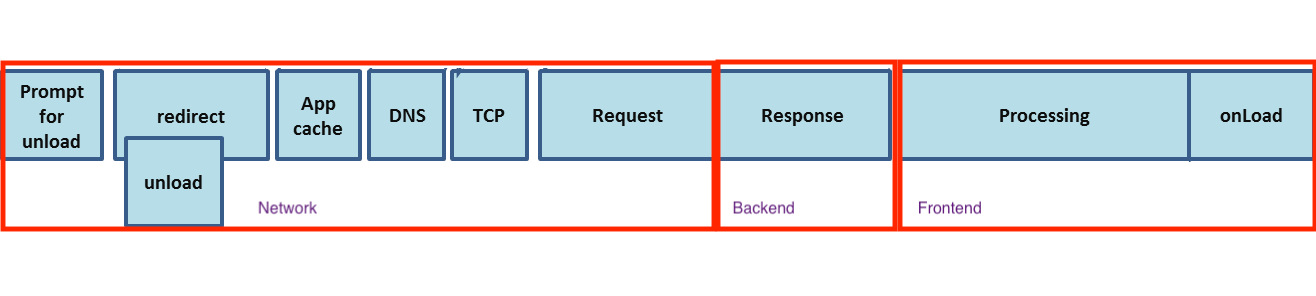 Prompt
for
unload
redirect
App
cache
DNS
TCP
Request
Response
Processing
onLoad
unload
Network
Backend
Frontend